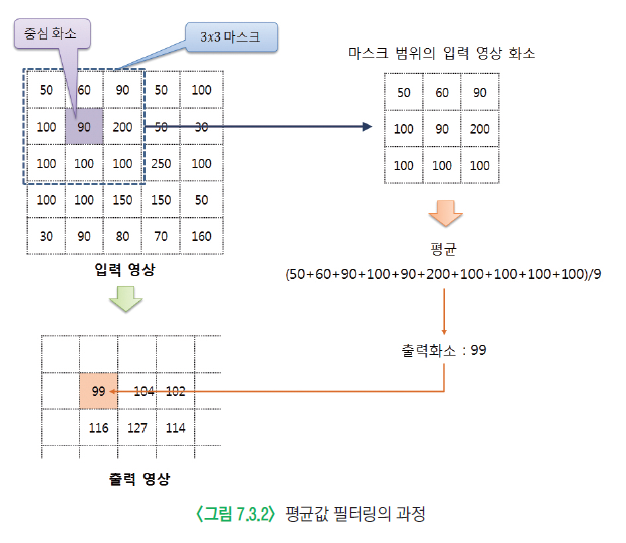 중심 화소
3x3 마스크
마스크 범위의 입력 영상 화소
50 60 90 50 100
100 90 200 50 30
100 100 100 250 100
100 100 150 150 50
30 90 80 70 160
입력 영상
50 60 90
100 90 200
100 100 100
평균
(50+60+90+100+90+200+100+100+100+100)/9
출력화소 : 99
99 104 102
116 127 114
출력 영상
〈그림 7.3.2〉 평균값 필터링의 과정